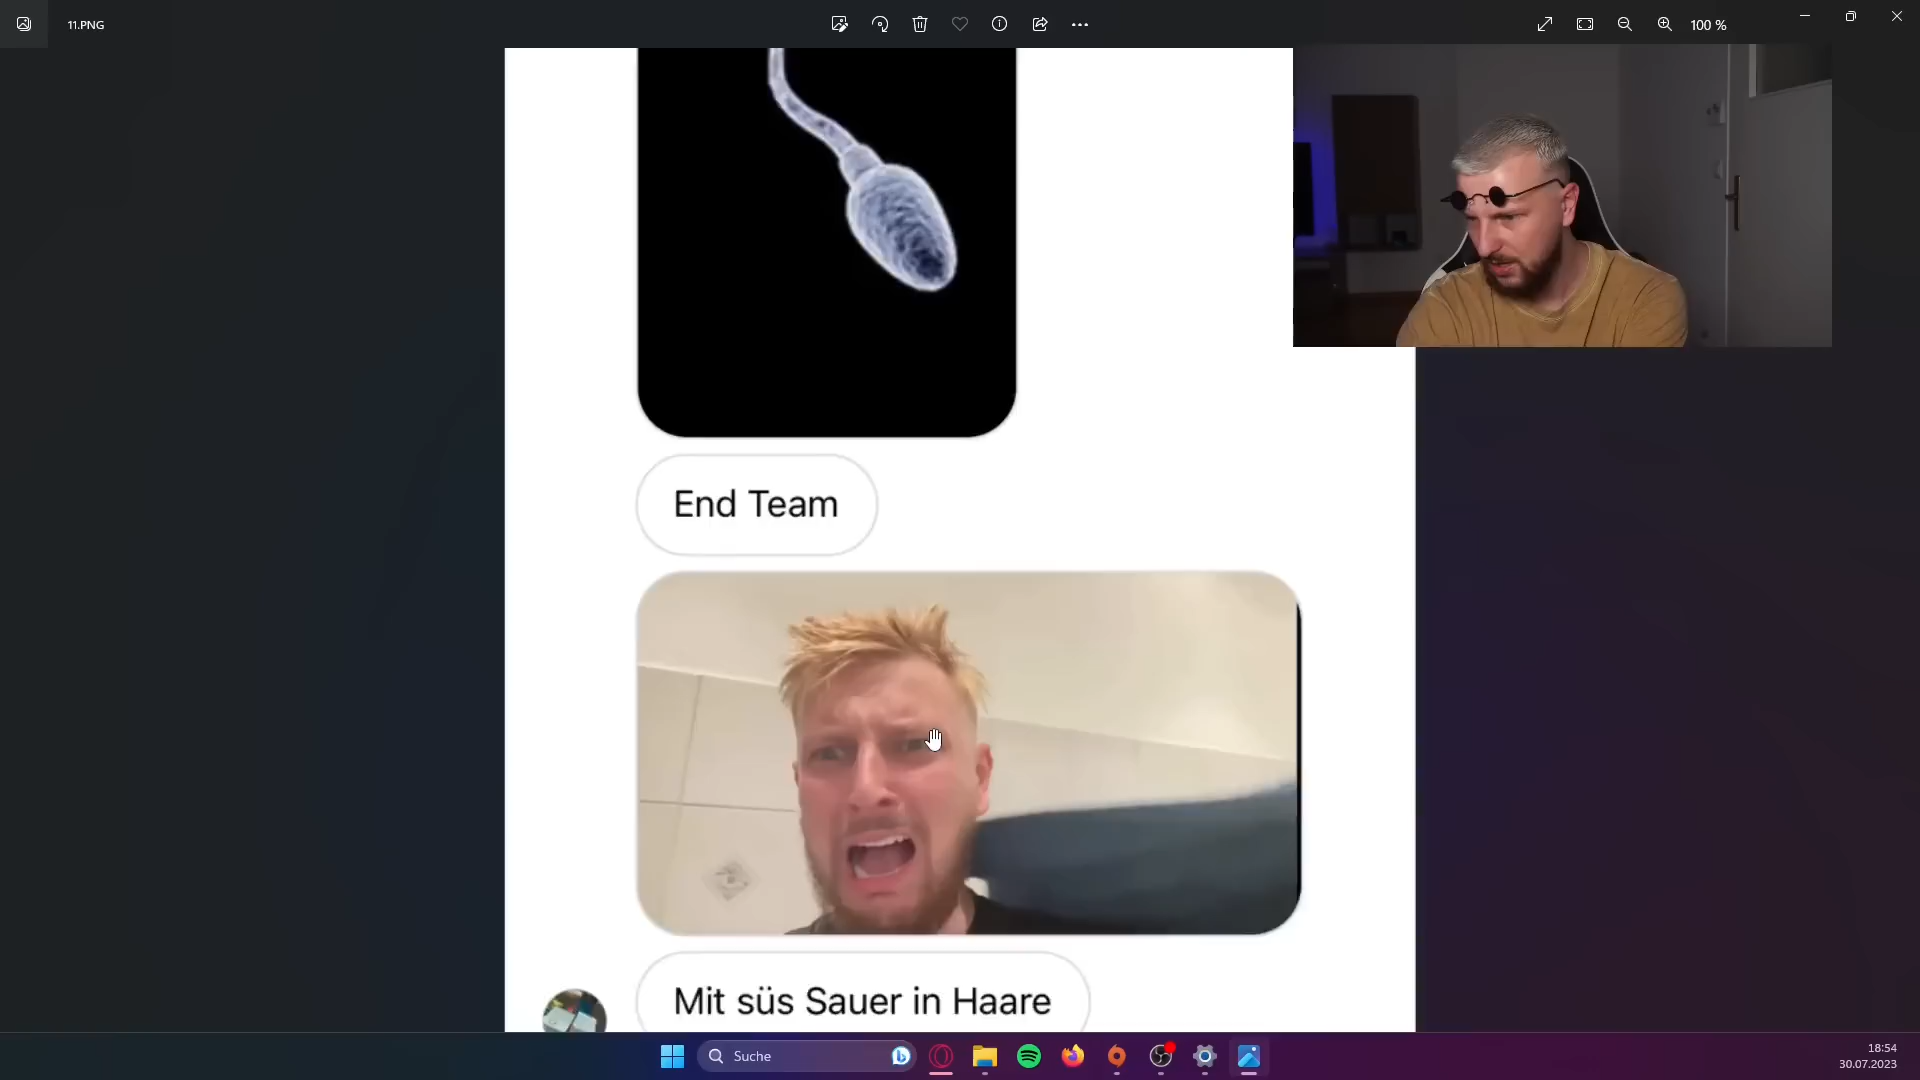 11.PNG
100 %
End Team
Mit süs Sauer in Haare
Suche
18:54
30.07.2023